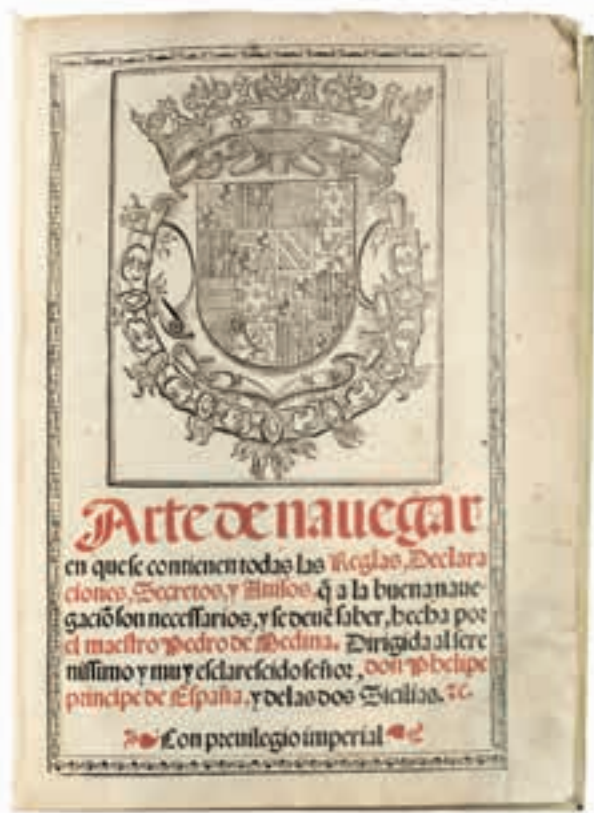 Arte de nauegar
en que se contienen todas las Reglas, Declara
ciones, Secretos, y Auisos, q̃ a la buena naue-
gaciõ son necessarios, y se deuẽ saber, hecha por
el maestro Pedro de Medina. Dirigida al sere
nissimo y muy esclarescido señor, don Phelipe
principe de España, y delas dos Sicilias. ⁊c.
Con preuilegio imperial